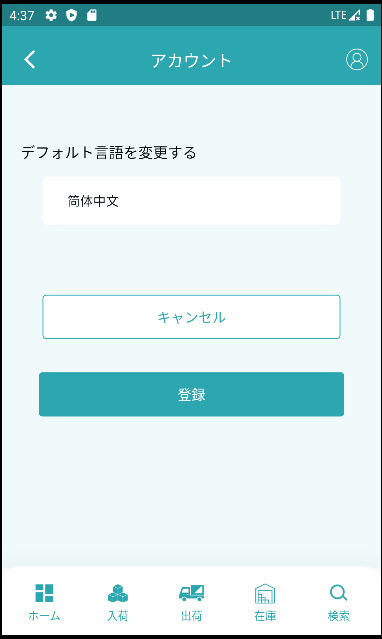 4:37
LTE
アカウント
デフォルト言語を変更する
简体中文
キャンセル
登録
ホーム
入荷
出荷
在庫
検索